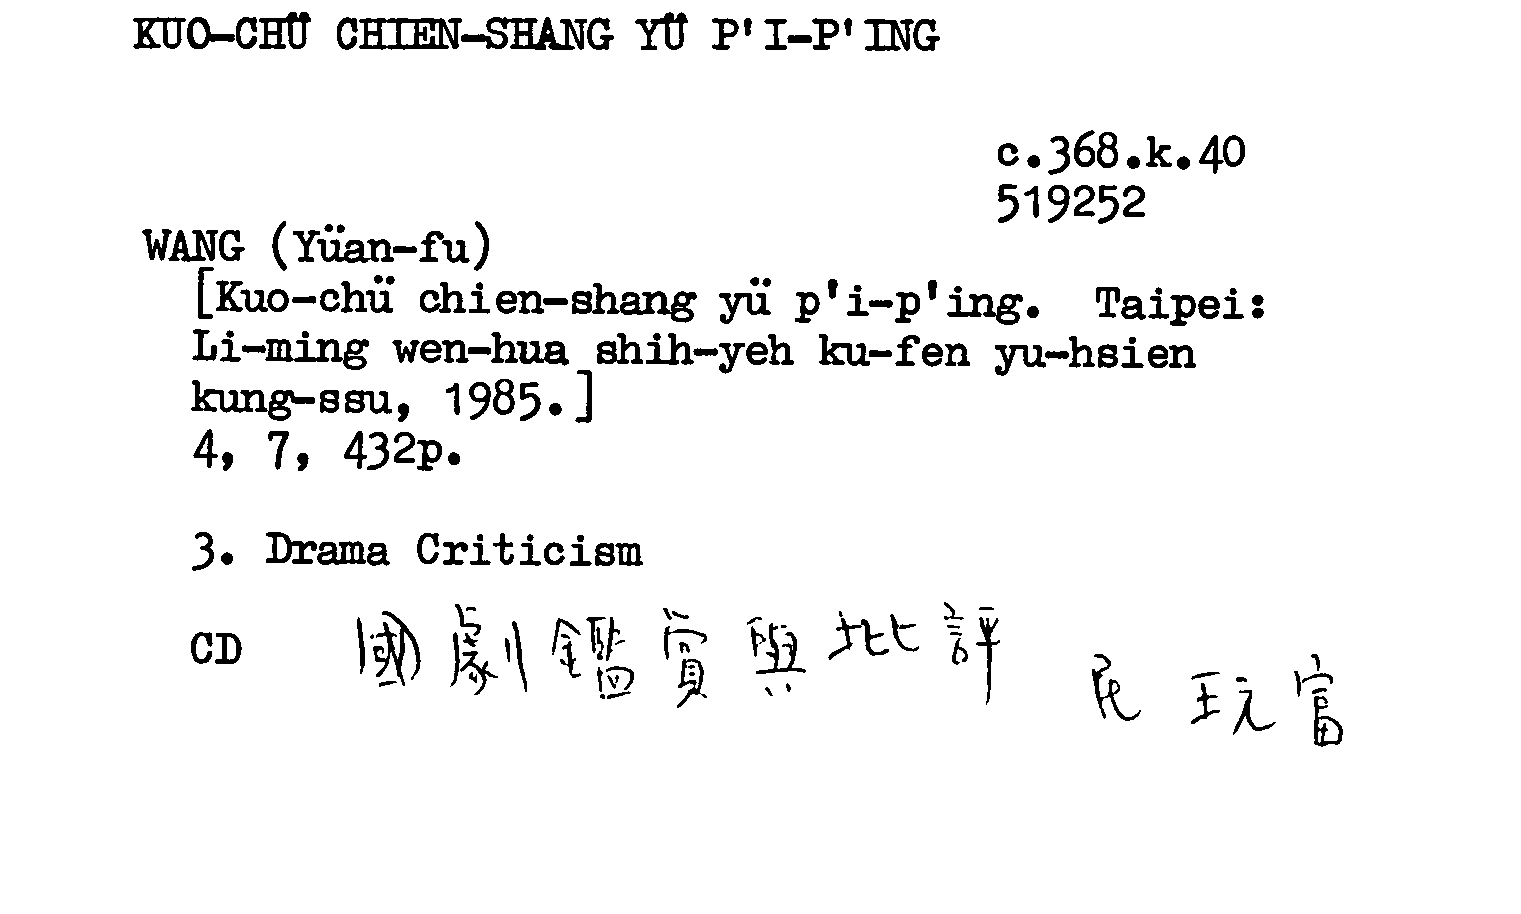 KUO-CHÜ CHIEN-SHANG YÜ P'I-P'ING
c.368.k.40
519252
WANG (Yüan-fu)
[Kuo-chü chien-shang yü p'i-p'ing. Taipei:
Li-ming wen-hua shih-yeh ku-fen yu-hsien
kung-ssu, 1985.]
4, 7, 432p.
3. Drama Criticism
CD 國劇鑑賞與批評 民 王元富